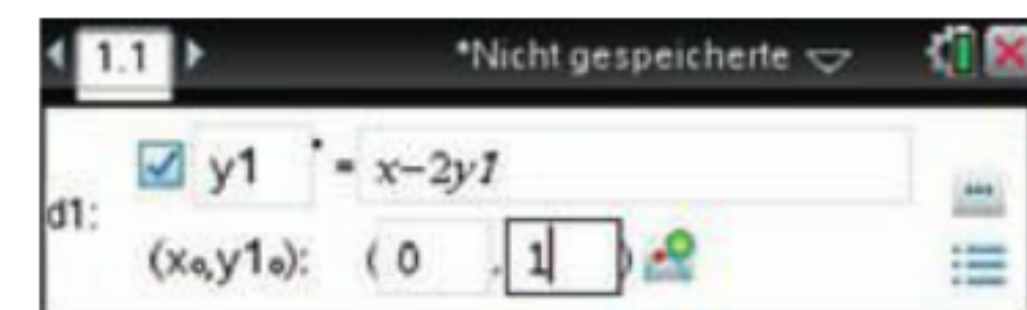 1.1 *Nicht gespeicherte
y1 ' = x-2y1
d1:
(x₀,y1₀): ( 0 , 1 )